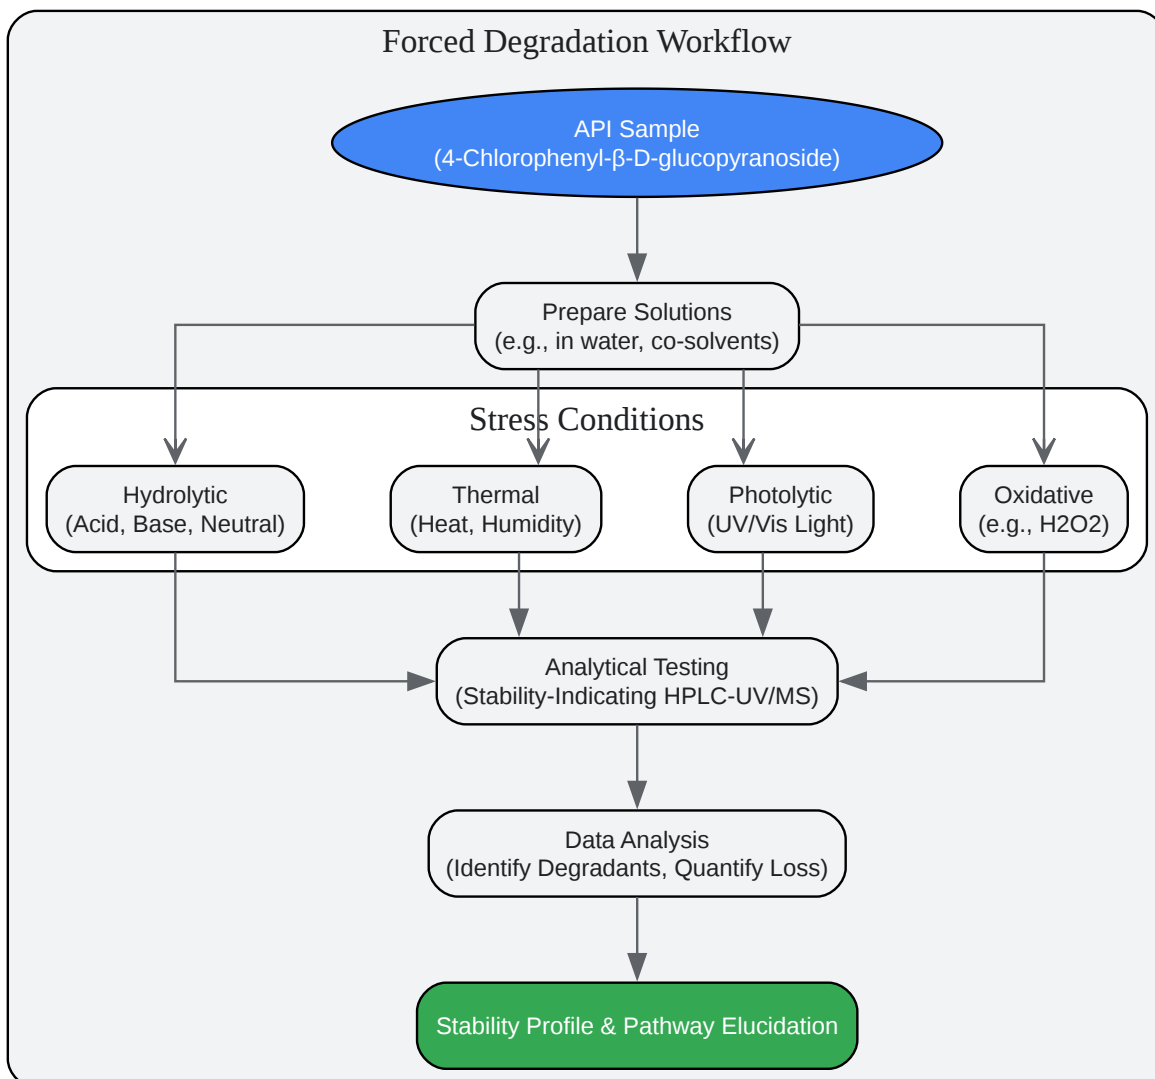 Forced Degradation Workflow
API Sample
(4-Chlorophenyl-β-D-glucopyranoside)
Prepare Solutions
(e.g., in water, co-solvents)
Stress Conditions
Hydrolytic
(Acid, Base, Neutral)
Thermal
(Heat, Humidity)
Photolytic
(UV/Vis Light)
Oxidative
(e.g., H2O2)
Analytical Testing
(Stability-Indicating HPLC-UV/MS)
Data Analysis
(Identify Degradants, Quantify Loss)
Stability Profile & Pathway Elucidation